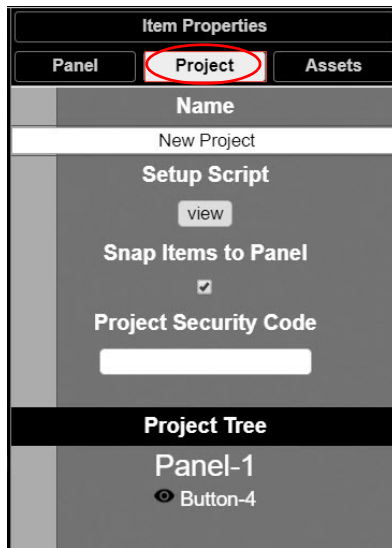 Item Properties
Panel Project Assets
Name
New Project
Setup Script
view
Snap Items to Panel
Project Security Code
Project Tree
Panel-1
Button-4